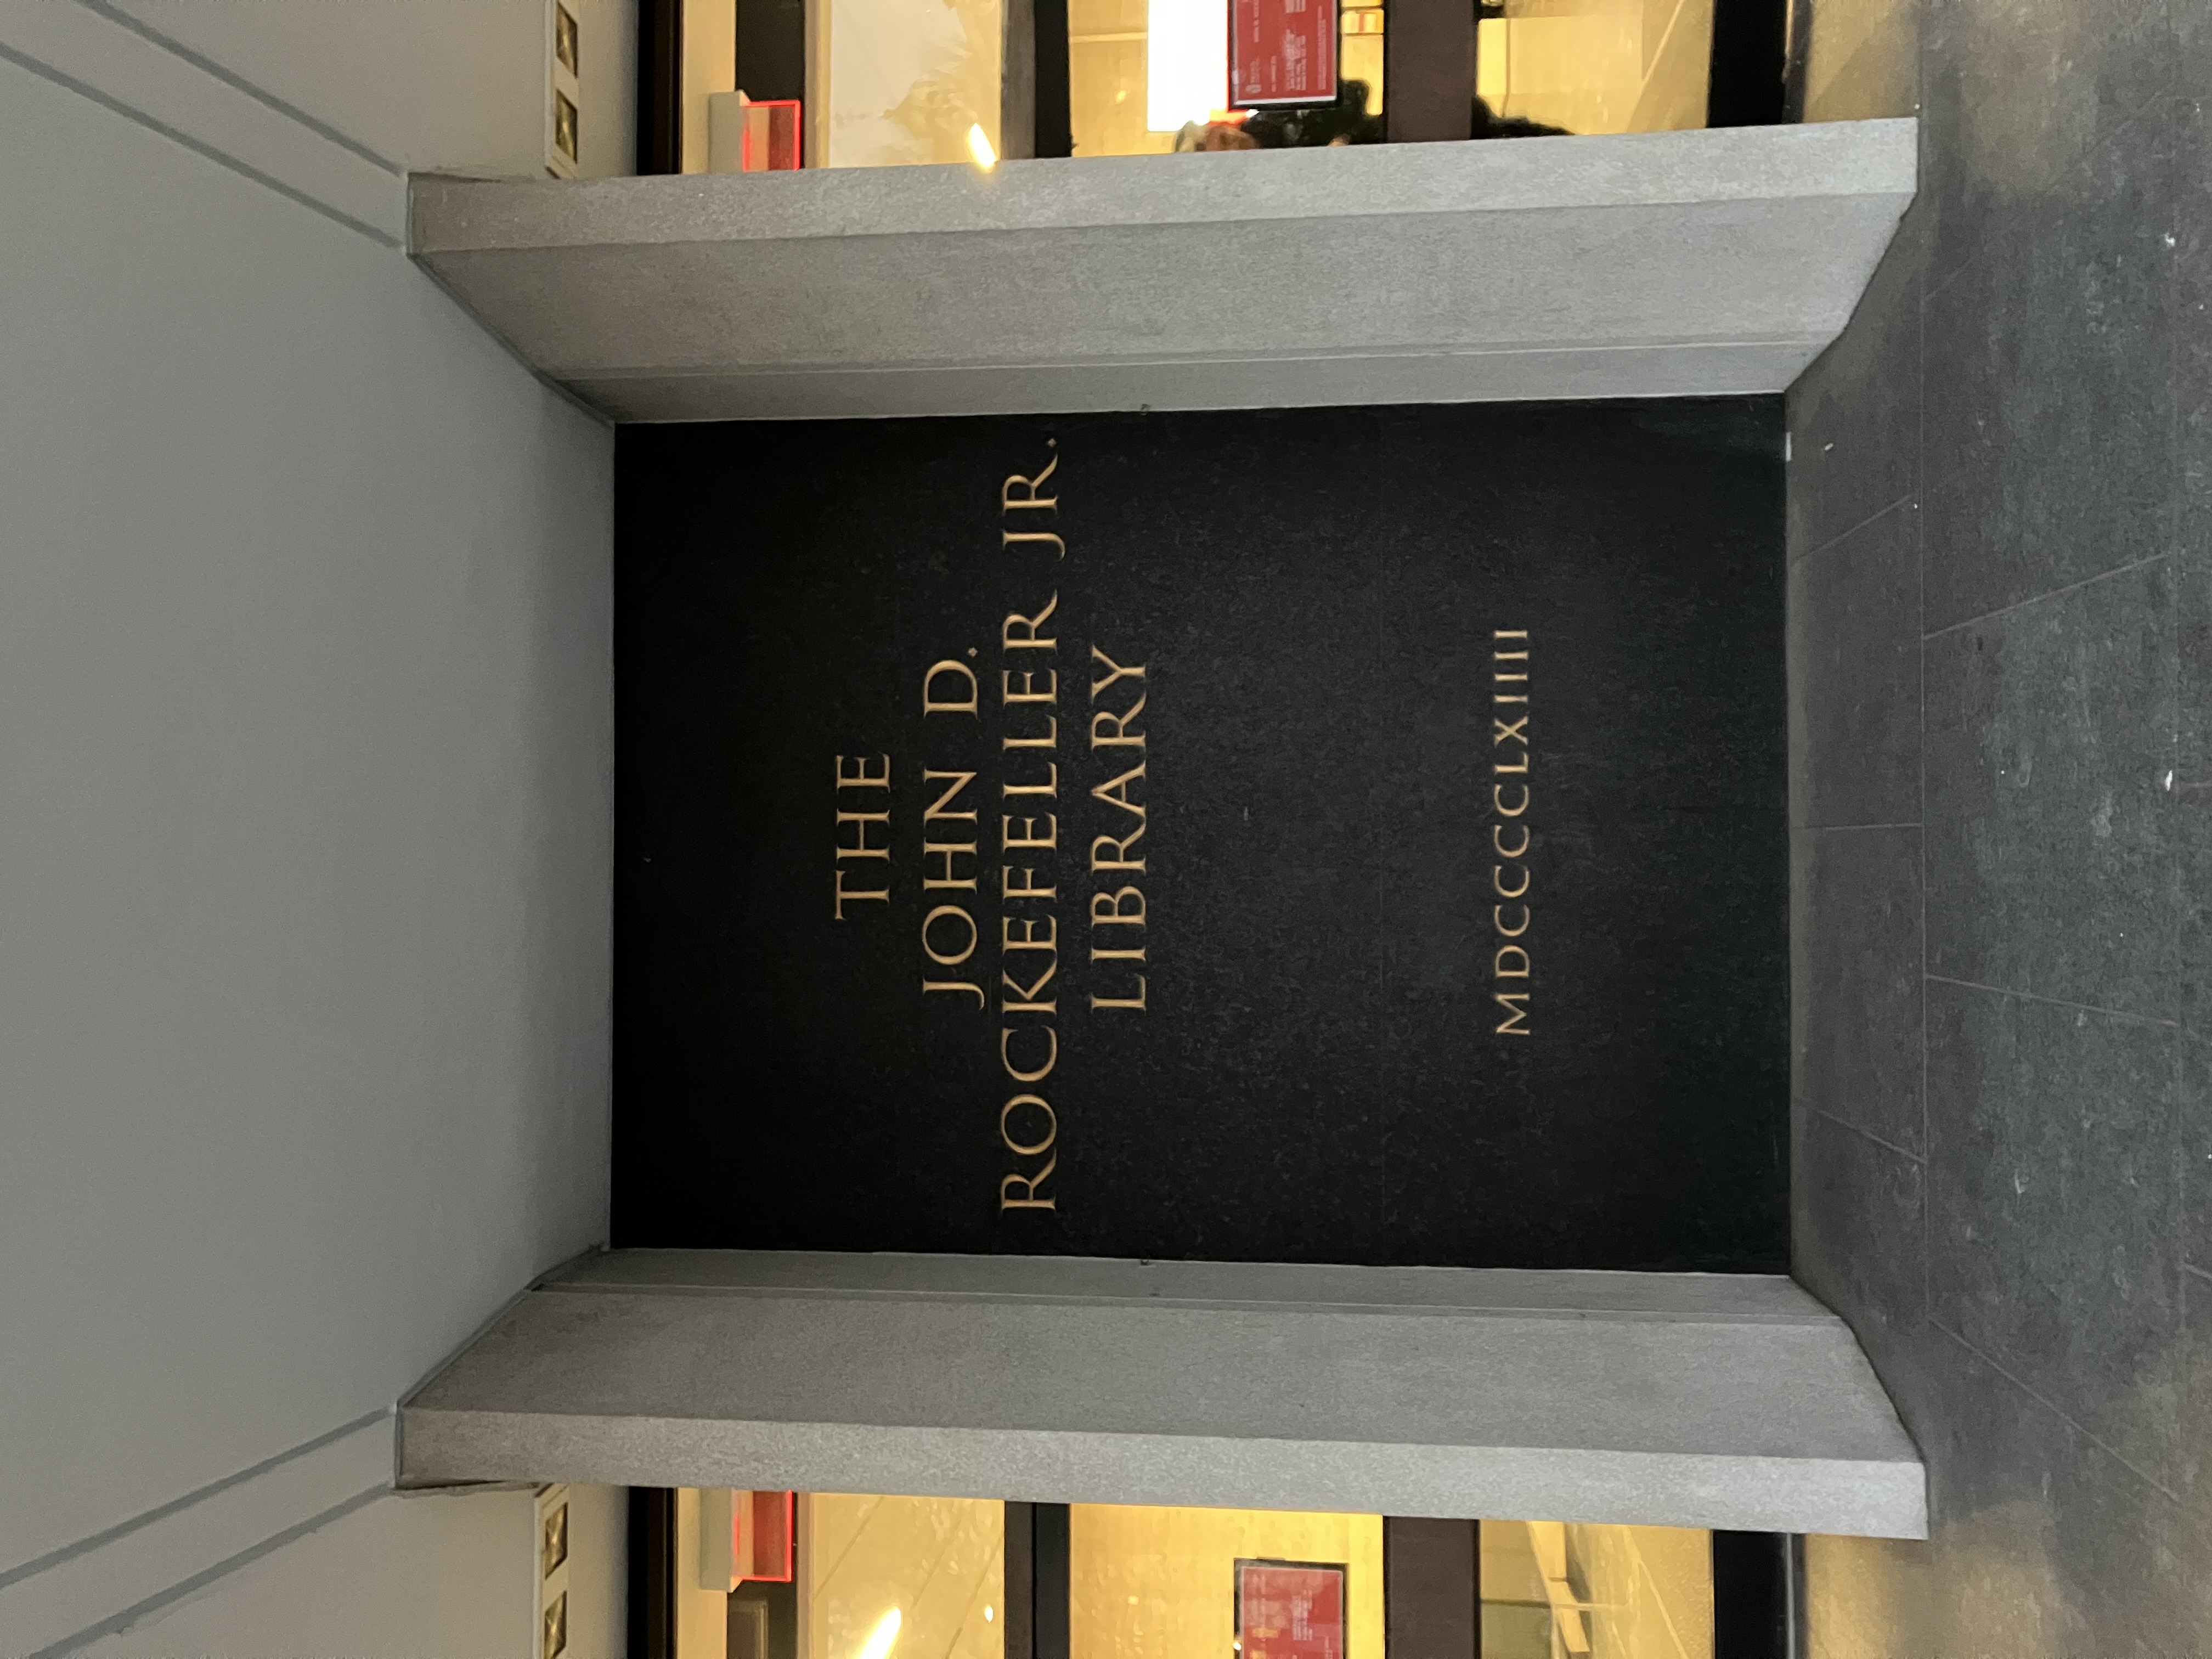 THE
JOHN D.
ROCKEFELLER JR.
LIBRARY
MDCCCCLXIIII